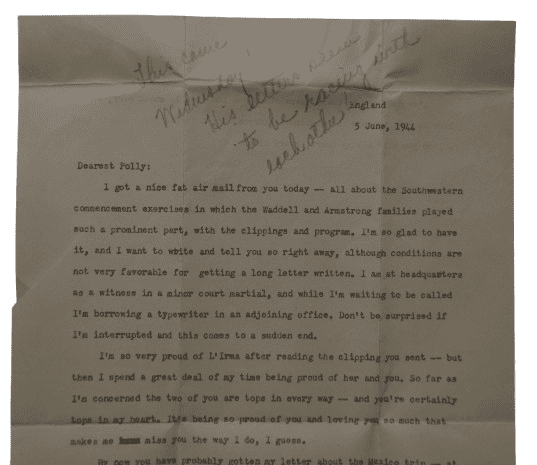 This came
Wednesday!
His letters seem
to be racing with
each other!
England
5 June, 1944
Dearest Polly:
I got a nice fat air mail from you today -- all about the Southwestern
commencement exercises in which the Waddell and Armstrong families played
such a prominent part, with the clippings and program. I'm so glad to have
it, and I want to write and tell you so right away, although conditions are
not very favorable for getting a long letter written. I am at headquarters
as a witness in a minor court martial, and while I'm waiting to be called
I'm borrowing a typewriter in an adjoining office. Don't be surprised if
I'm interrupted and this comes to a sudden end.
I'm so very proud of L'Irma after reading the clipping you sent -- but
then I spend a great deal of my time being proud of her and you. So far as
I'm concerned the two of you are tops in every way -- and you're certainly
tops in my heart. It's being so proud of you and loving you so much that
makes me miss you the way I do, I guess.
By now you have probably gotten my letter about the Mexico trip -- at